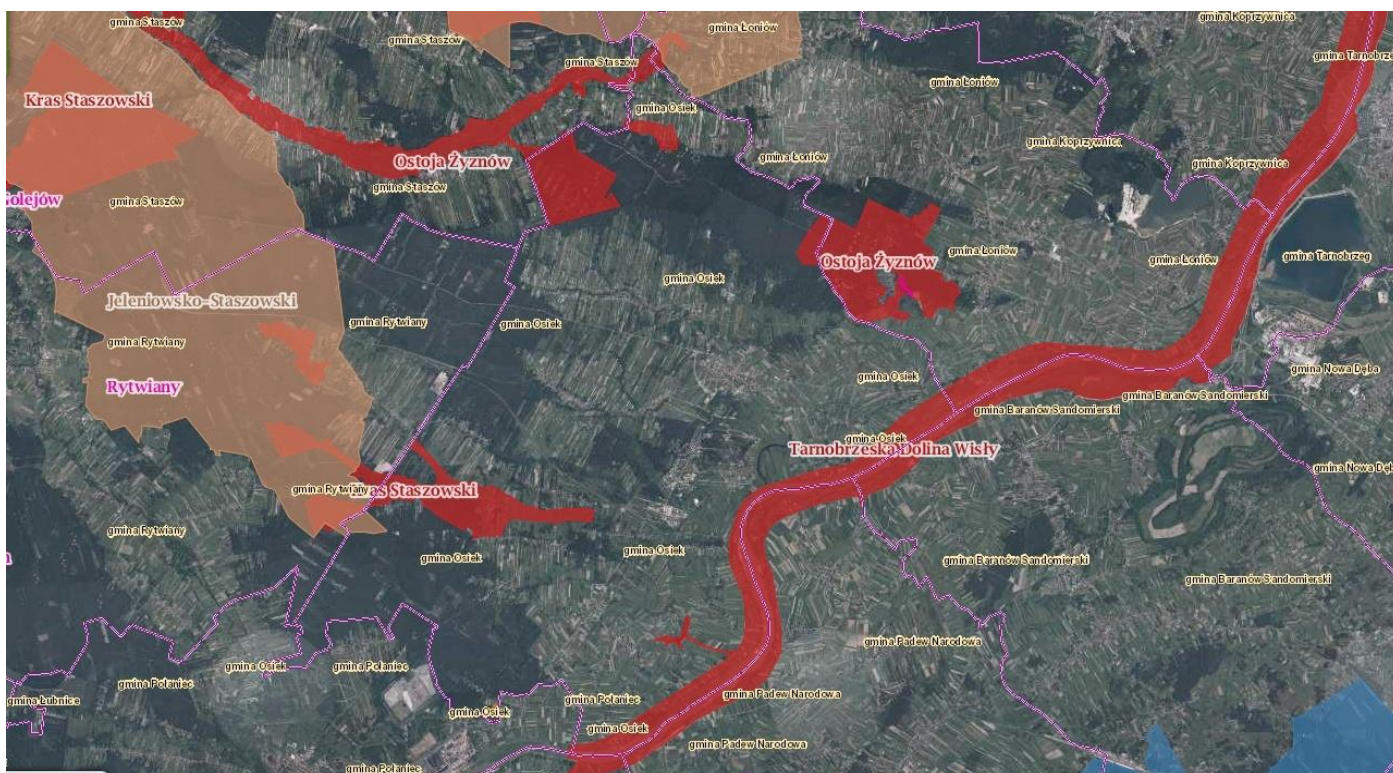 gmina Staszów
gmina Koprzywnica
gmina Łoniów
gmina Staszów
gmina Staszów
gmina Łoniów
Kras Staszowski
gmina Osiek
gmina Koprzywnica
gmina Łoniów
Ostoja Żyznów
gmina Koprzywnica
gmina Staszów
gmina Staszów
gmina Łoniów
gmina Tarnobrzeg
gmina Łoniów
Ostoja Żyznów
gmina Osiek
Jeleniowsko-Staszowski
gmina Rytwiany
gmina Osiek
gmina Rytwiany
gmina Nowa Dęba
gmina Osiek
Rytwiany
gmina Baranów Sandomierski
gmina Baranów Sandomierski
gmina Osiek
Tarnobrzeska Dolina Wisły
gmina Rytwiany
gmina Rytwiany
gmina Osiek
gmina Osiek
gmina Baranów Sandomierski
gmina Baranów Sandomierski
gmina Padew Narodowa
gmina Osiek
gmina Połaniec
gmina Połaniec
gmina Padew Narodowa
gmina Łubnice
gmina Połaniec
gmina Osiek
gmina Osiek
gmina Padew Narodowa
gmina Połaniec